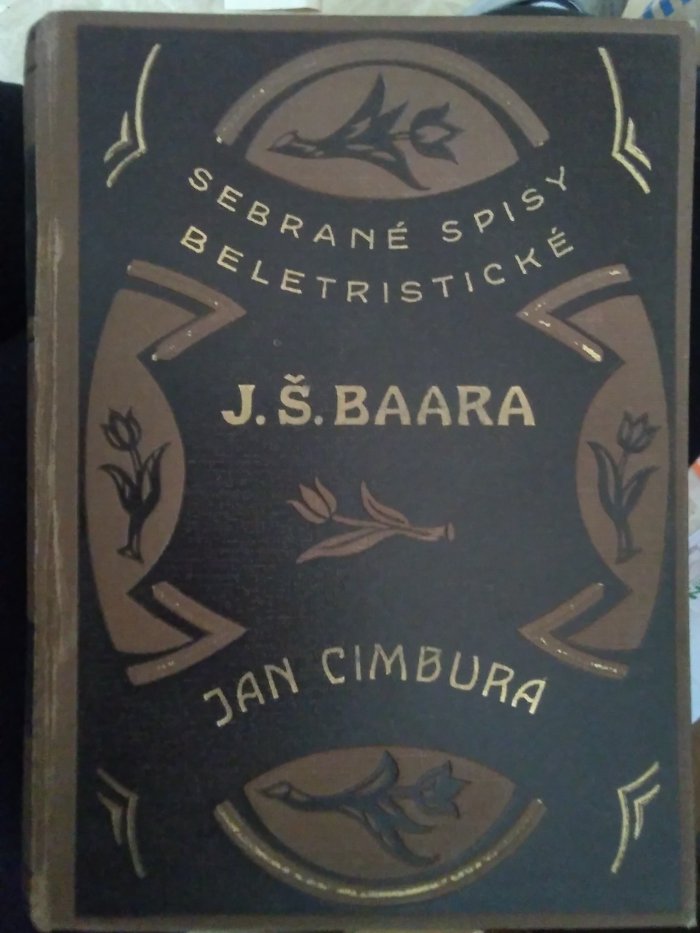 SEBRANÉ SPISY
BELETRISTICKÉ
J. Š. BAARA
JAN CIMBURA